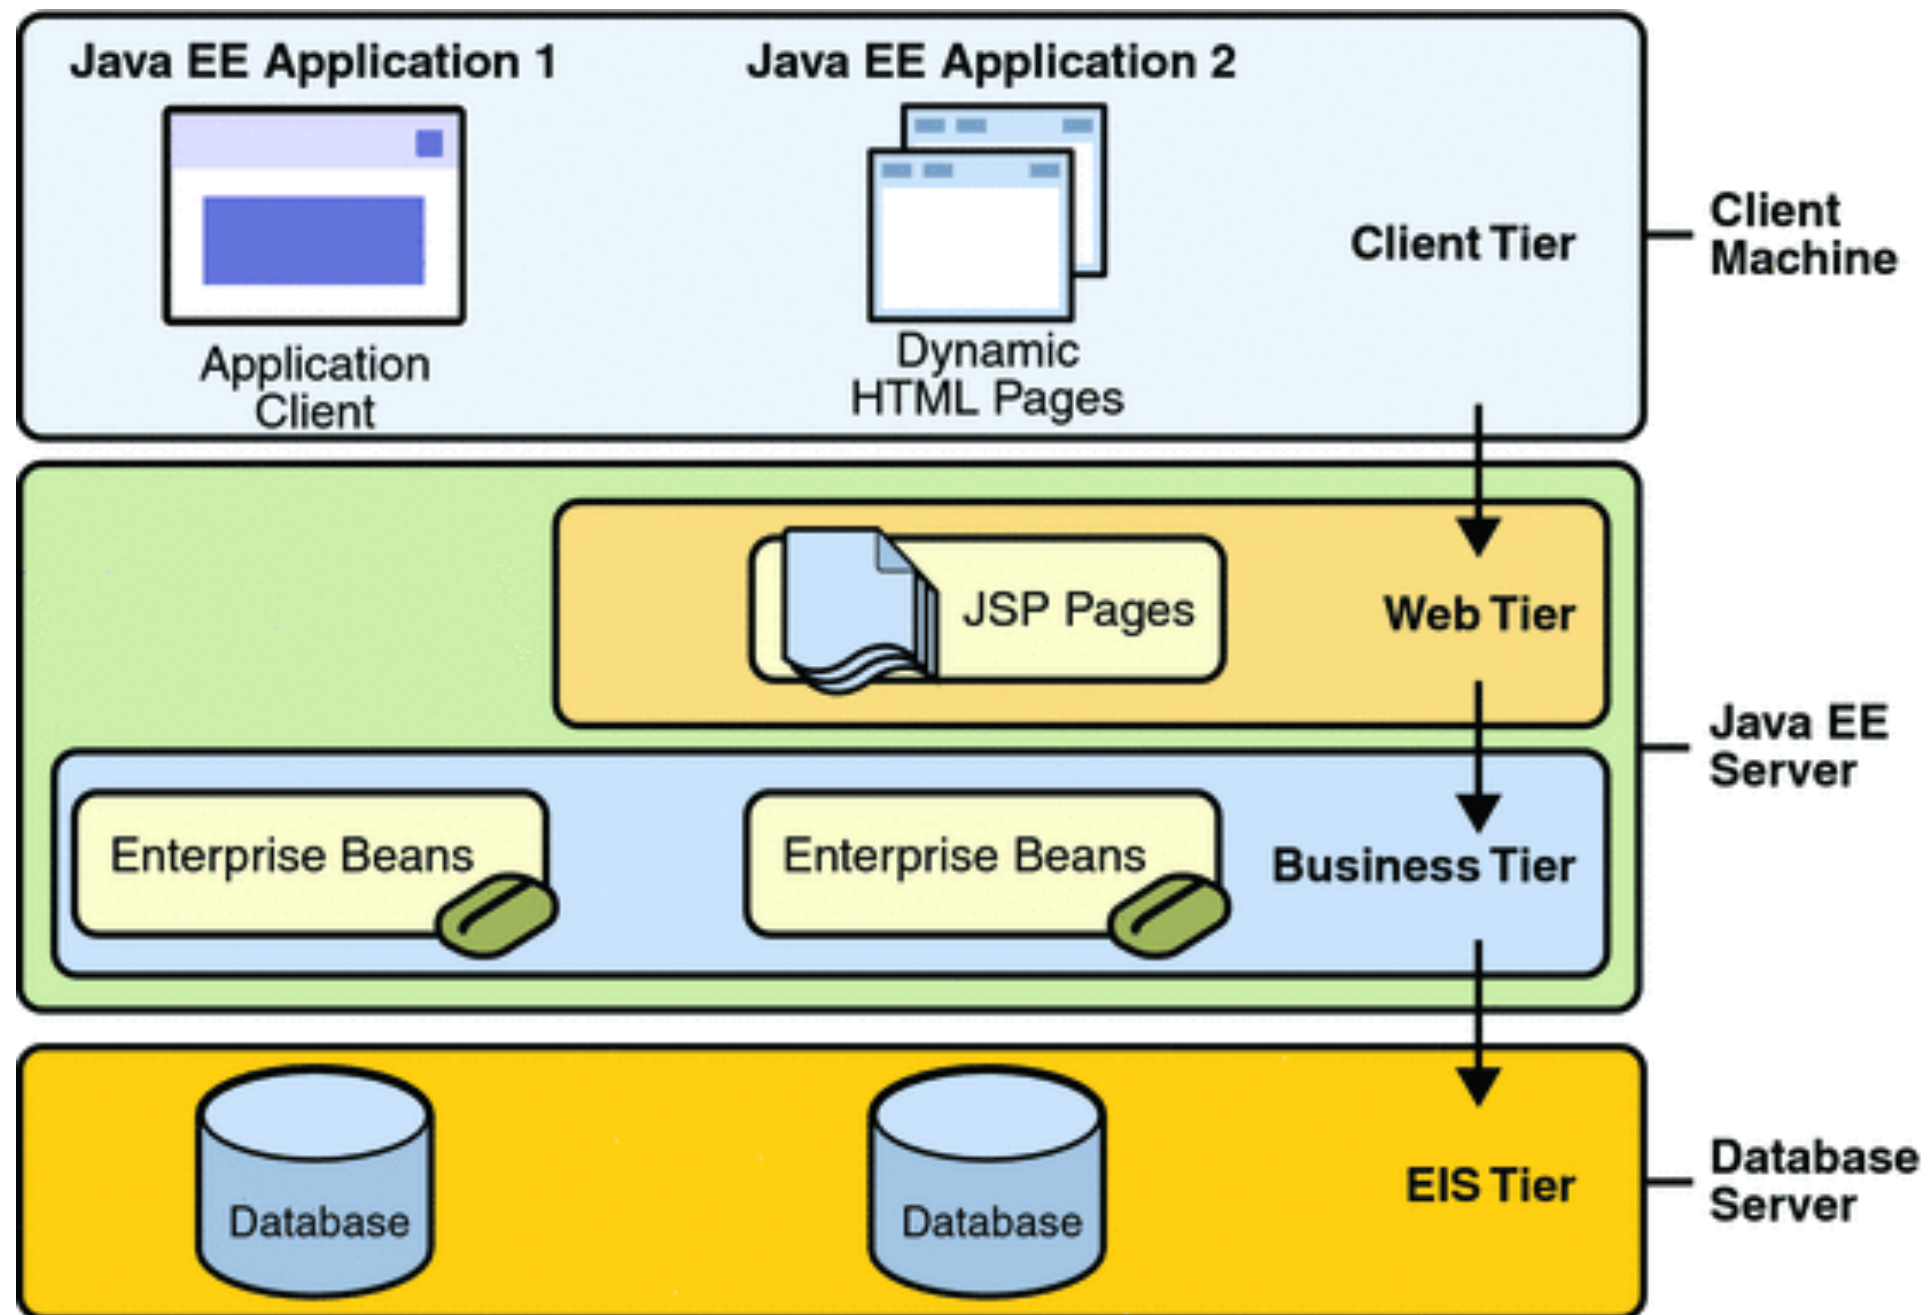 Java EE Application 1
Java EE Application 2
Application
Client
Dynamic
HTML Pages
Client Tier
Client
Machine
JSP Pages
Web Tier
Java EE
Server
Enterprise Beans
Enterprise Beans
Business Tier
Database
Database
EIS Tier
Database
Server